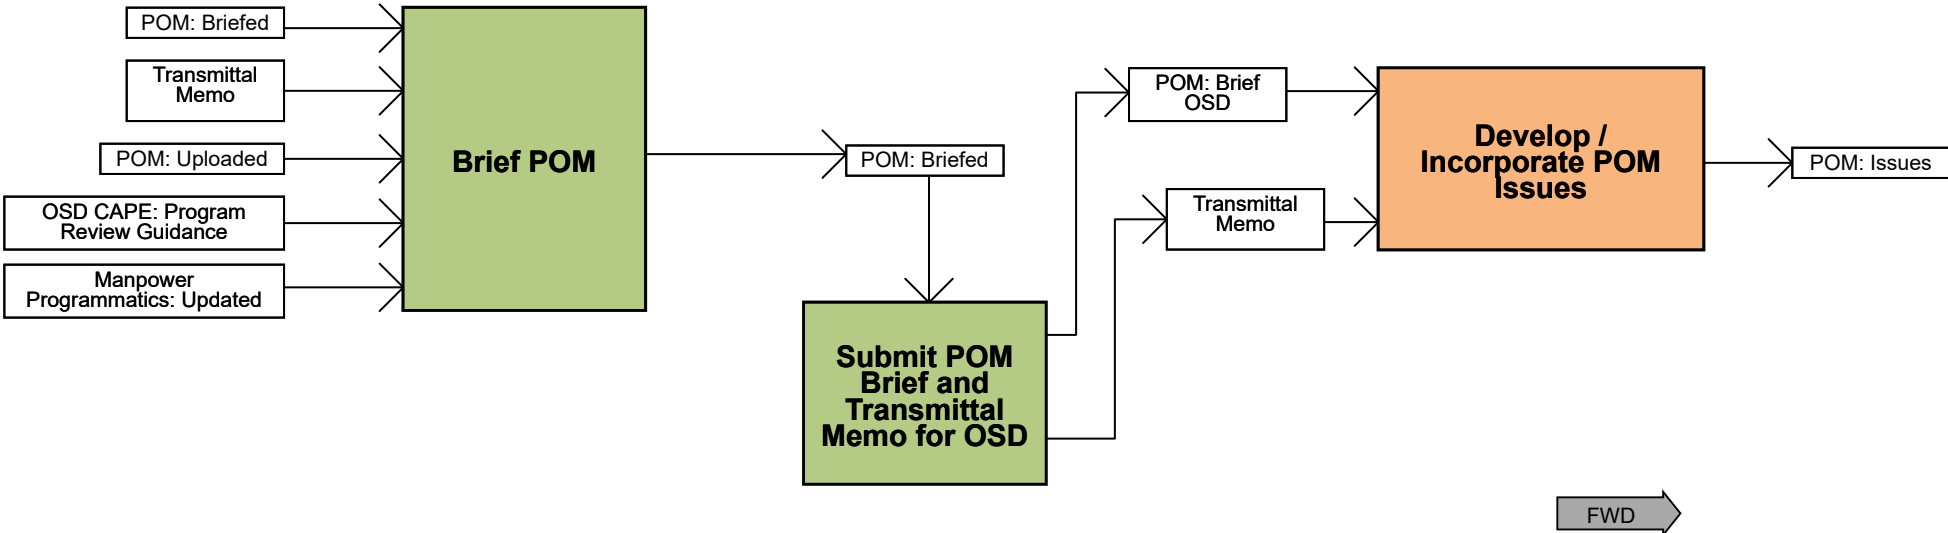 POM: Briefed
Transmittal
Memo
POM: Uploaded
OSD CAPE: Program
Review Guidance
Manpower
Programmatics: Updated
Brief POM
POM: Briefed
Submit POM
Brief and
Transmittal
Memo for OSD
POM: Brief
OSD
Transmittal
Memo
Develop /
Incorporate POM
Issues
POM: Issues
FWD